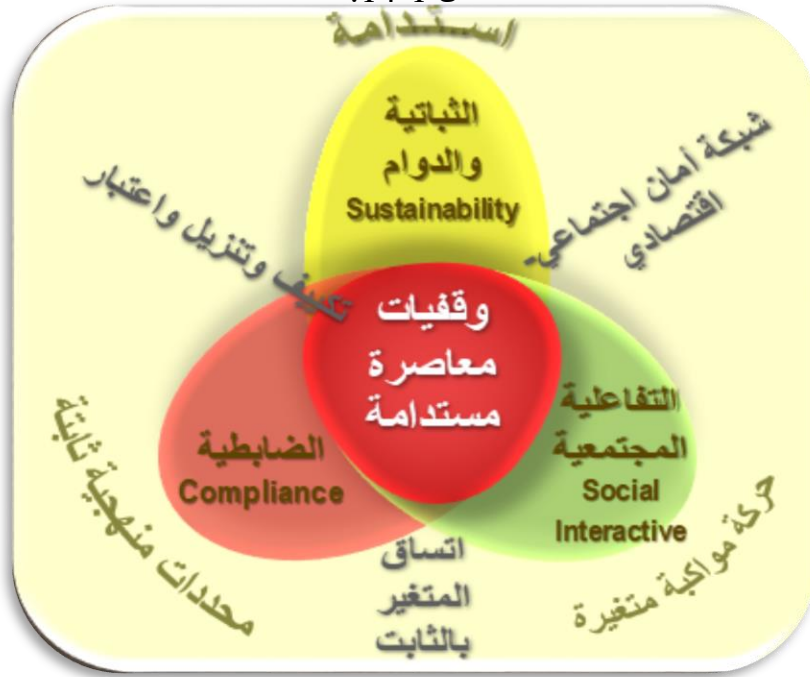 اسـتـدامة
الثباتية
والدوام
Sustainability
شبكة أمان اجتماعي-
اقتصادي
تكييف وتنزيل واعتبار
وقفيات
معاصرة
مستدامة
التفاعلية
المجتمعية
Social
Interactive
الضابطية
Compliance
حركة مواكبة متغيرة
محددات منهجية ثابتة
اتساق
المتغير
بالثابت